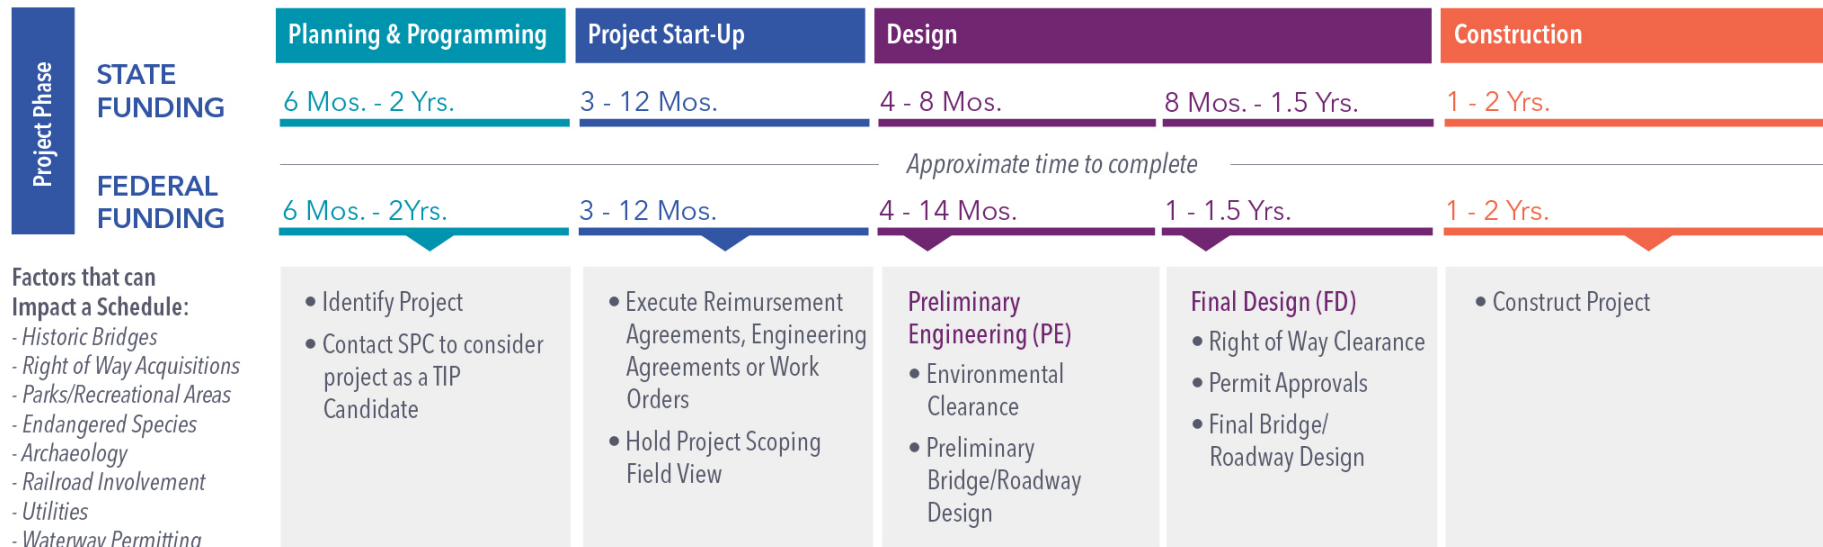 Project Phase
STATE
FUNDING
FEDERAL
FUNDING
Planning & Programming
Project Start-Up
Design
Construction
6 Mos. - 2 Yrs.
3 - 12 Mos.
4 - 8 Mos.
8 Mos. - 1.5 Yrs.
1 - 2 Yrs.
Approximate time to complete
6 Mos. - 2Yrs.
3 - 12 Mos.
4 - 14 Mos.
1 - 1.5 Yrs.
1 - 2 Yrs.
Factors that can
Impact a Schedule:
- Historic Bridges
- Right of Way Acquisitions
- Parks/Recreational Areas
- Endangered Species
- Archaeology
- Railroad Involvement
- Utilities
- Waterway Permitting
• Identify Project
• Contact SPC to consider
project as a TIP
Candidate
• Execute Reimursement
Agreements, Engineering
Agreements or Work
Orders
• Hold Project Scoping
Field View
Preliminary
Engineering (PE)
• Environmental
Clearance
• Preliminary
Bridge/Roadway
Design
Final Design (FD)
• Right of Way Clearance
• Permit Approvals
• Final Bridge/
Roadway Design
• Construct Project